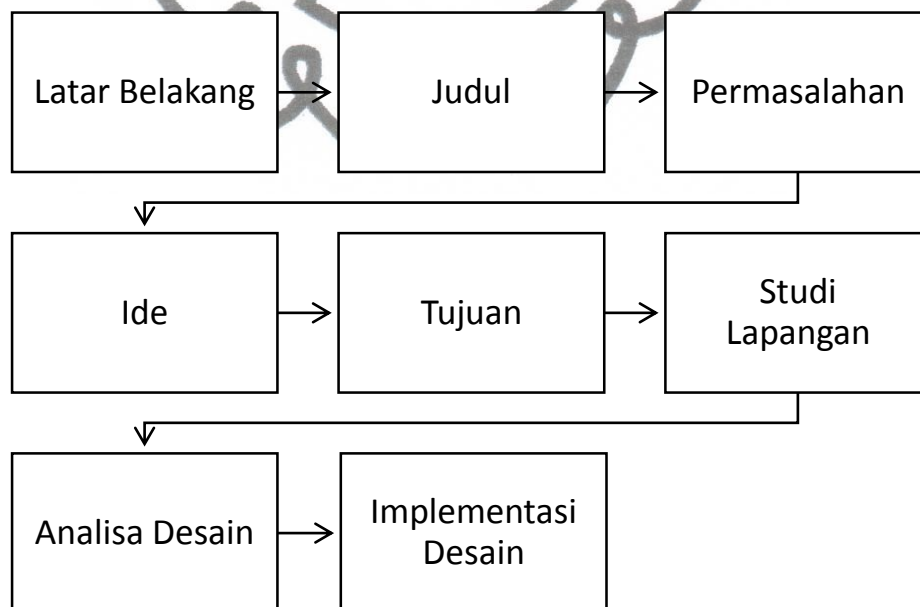 Latar Belakang
Judul
Permasalahan
Ide
Tujuan
Studi
Lapangan
Analisa Desain
Implementasi
Desain